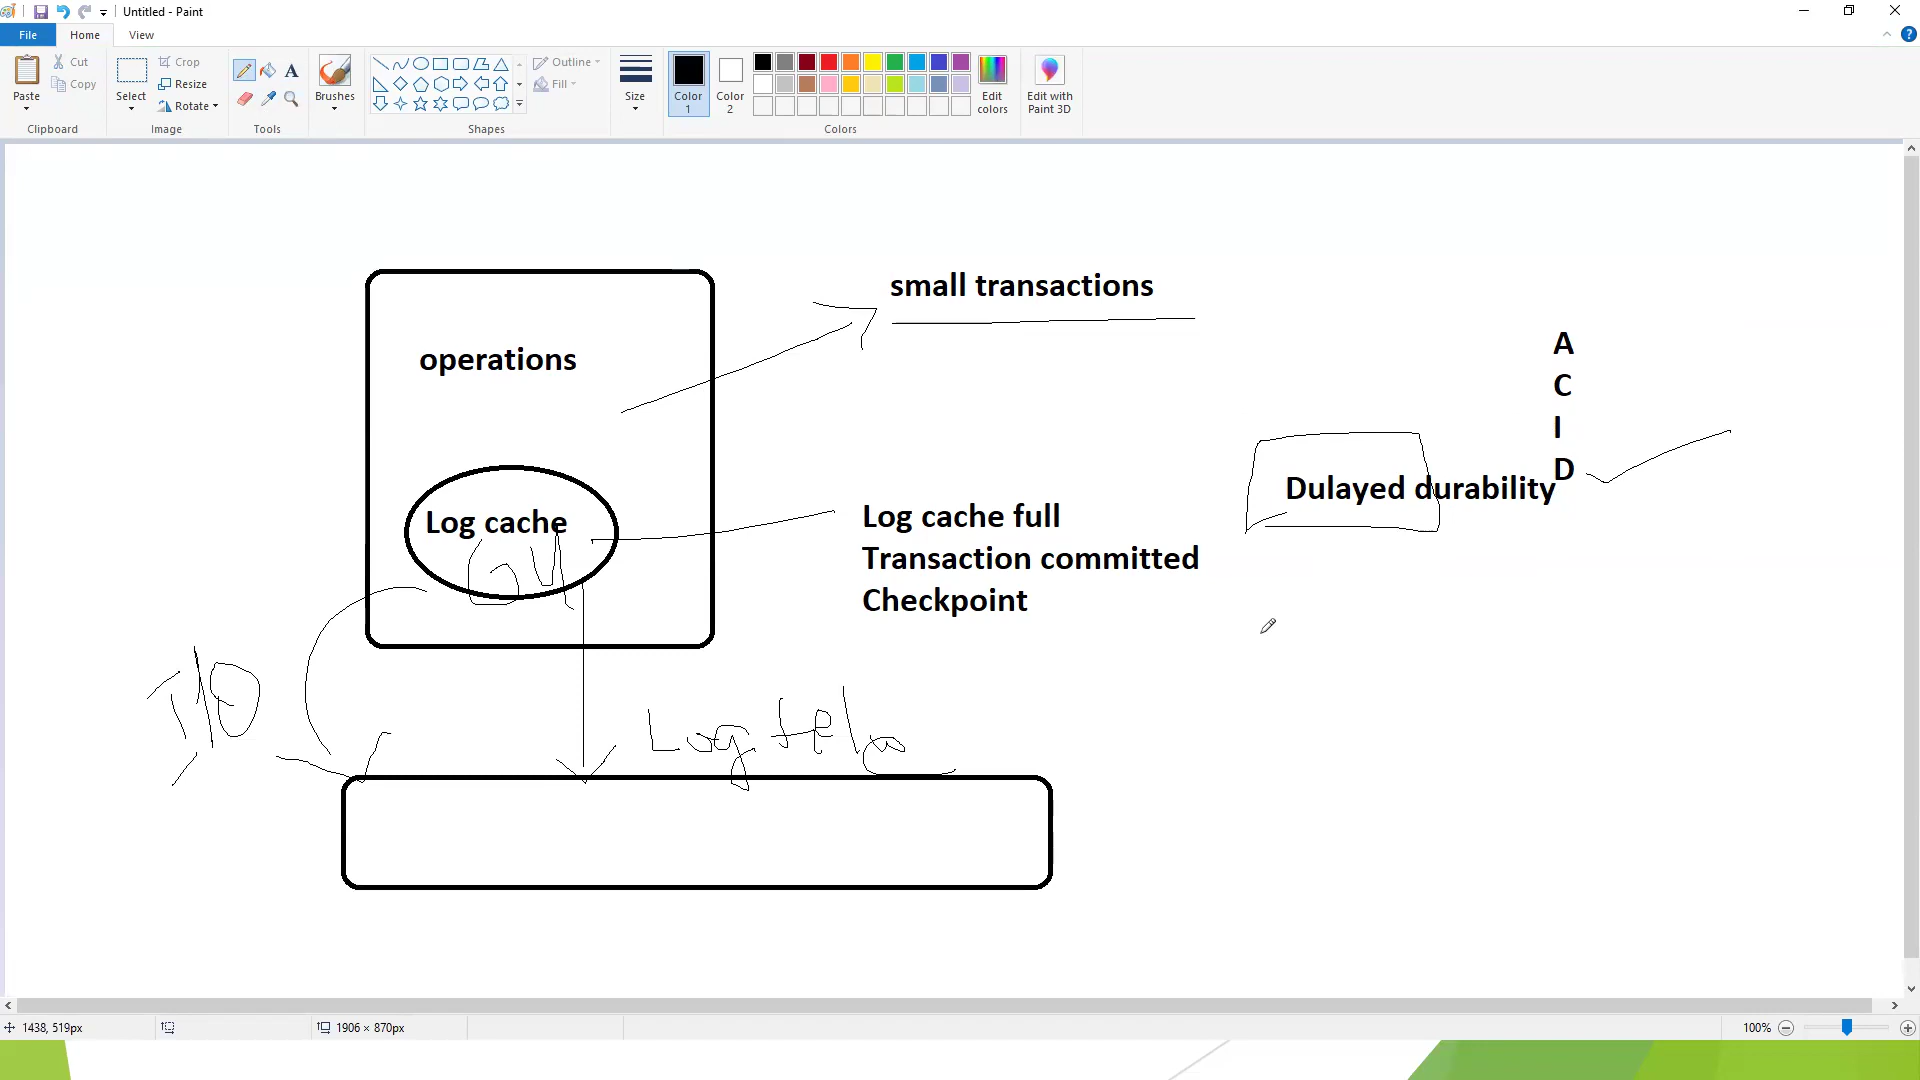 Untitled - Paint
File
Home
View
Paste
Cut
Copy
Clipboard
Select
Crop
Resize
Rotate
Image
Tools
Brushes
Shapes
Outline
Fill
Size
Color
1
Color
2
Edit
colors
Edit with
Paint 3D
Colors
small transactions
operations
A
C
I
D
Dulayed durability
Log cache
Log cache full
Transaction committed
Checkpoint
I/O
Log
1438, 519px
1906 × 870px
100%